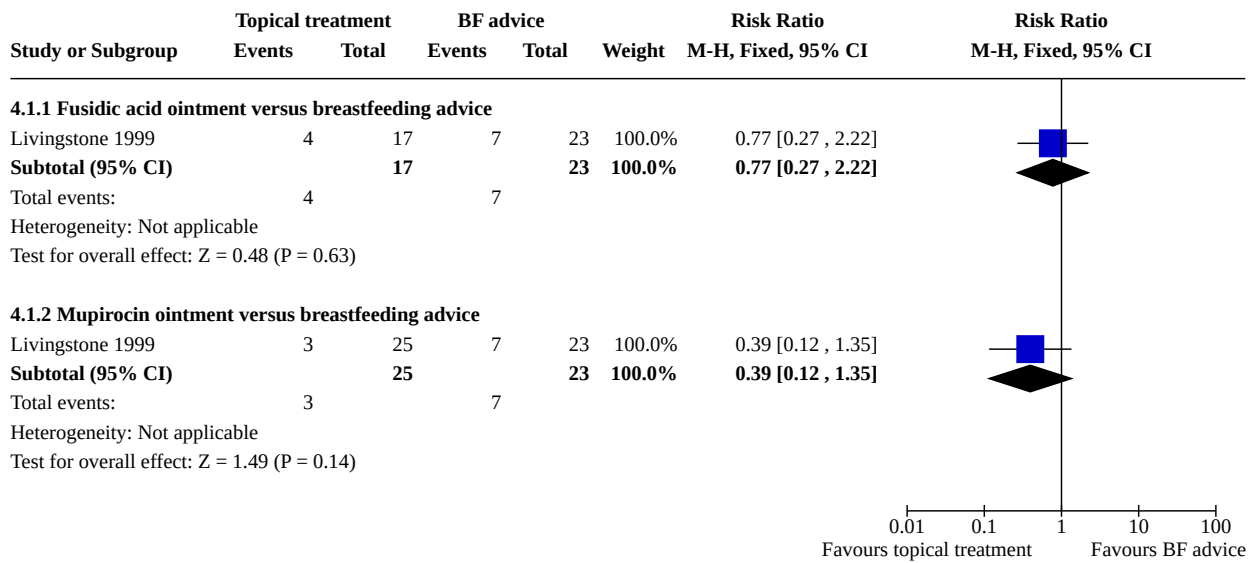 Topical treatment BF advice Risk Ratio Risk Ratio
Study or Subgroup Events Total Events Total Weight M-H, Fixed, 95% CI M-H, Fixed, 95% CI
4.1.1 Fusidic acid ointment versus breastfeeding advice
Livingstone 1999 4 17 7 23 100.0% 0.77 [0.27 , 2.22]
Subtotal (95% CI) 17 23 100.0% 0.77 [0.27 , 2.22]
Total events: 4 7
Heterogeneity: Not applicable
Test for overall effect: Z = 0.48 (P = 0.63)
4.1.2 Mupirocin ointment versus breastfeeding advice
Livingstone 1999 3 25 7 23 100.0% 0.39 [0.12 , 1.35]
Subtotal (95% CI) 25 23 100.0% 0.39 [0.12 , 1.35]
Total events: 3 7
Heterogeneity: Not applicable
Test for overall effect: Z = 1.49 (P = 0.14)
0.01 0.1 1 10 100
Favours topical treatment Favours BF advice